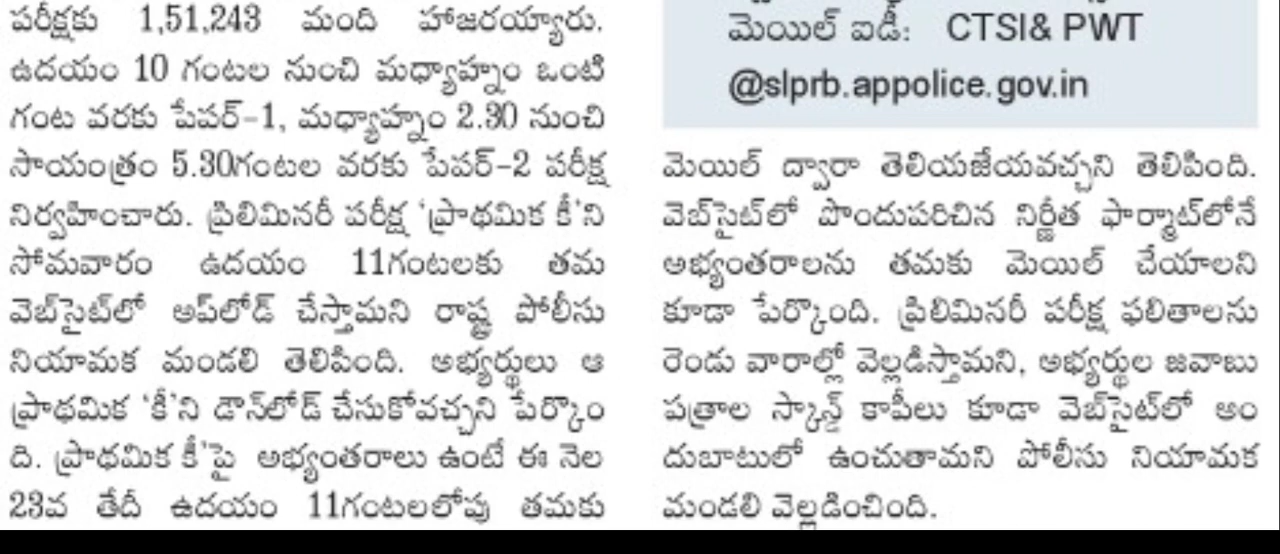 పరీక్షకు 1,51,243 మంది హాజరయ్యారు.
ఉదయం 10 గంటల నుంచి మధ్యాహ్నం ఒంటి
గంట వరకు పేపర్-1, మధ్యాహ్నం 2.30 నుంచి
సాయంత్రం 5.30గంటల వరకు పేపర్-2 పరీక్ష
నిర్వహించారు. ప్రిలిమినరీ పరీక్ష ‘ప్రాథమిక కీ’ని
సోమవారం ఉదయం 11గంటలకు తమ
వెబ్‌సైట్‌లో అప్‌లోడ్ చేస్తామని రాష్ట్ర పోలీసు
నియామక మండలి తెలిపింది. అభ్యర్థులు ఆ
ప్రాథమిక ‘కీ’ని డౌన్‌లోడ్ చేసుకోవచ్చని పేర్కొం
ది. ప్రాథమిక కీ’పై అభ్యంతరాలు ఉంటే ఈ నెల
23వ తేదీ ఉదయం 11గంటలలోపు తమకు
మెయిల్ ఐడీ: CTSI& PWT
@slprb.appolice.gov.in
మెయిల్ ద్వారా తెలియజేయవచ్చని తెలిపింది.
వెబ్‌సైట్‌లో పొందుపరిచిన నిర్ణీత ఫార్మాట్‌లోనే
అభ్యంతరాలను తమకు మెయిల్ చేయాలని
కూడా పేర్కొంది. ప్రిలిమినరీ పరీక్ష ఫలితాలను
రెండు వారాల్లో వెల్లడిస్తామని, అభ్యర్థుల జవాబు
పత్రాల స్కాన్డ్ కాపీలు కూడా వెబ్‌సైట్‌లో అం
దుబాటులో ఉంచుతామని పోలీసు నియామక
మండలి వెల్లడించింది.